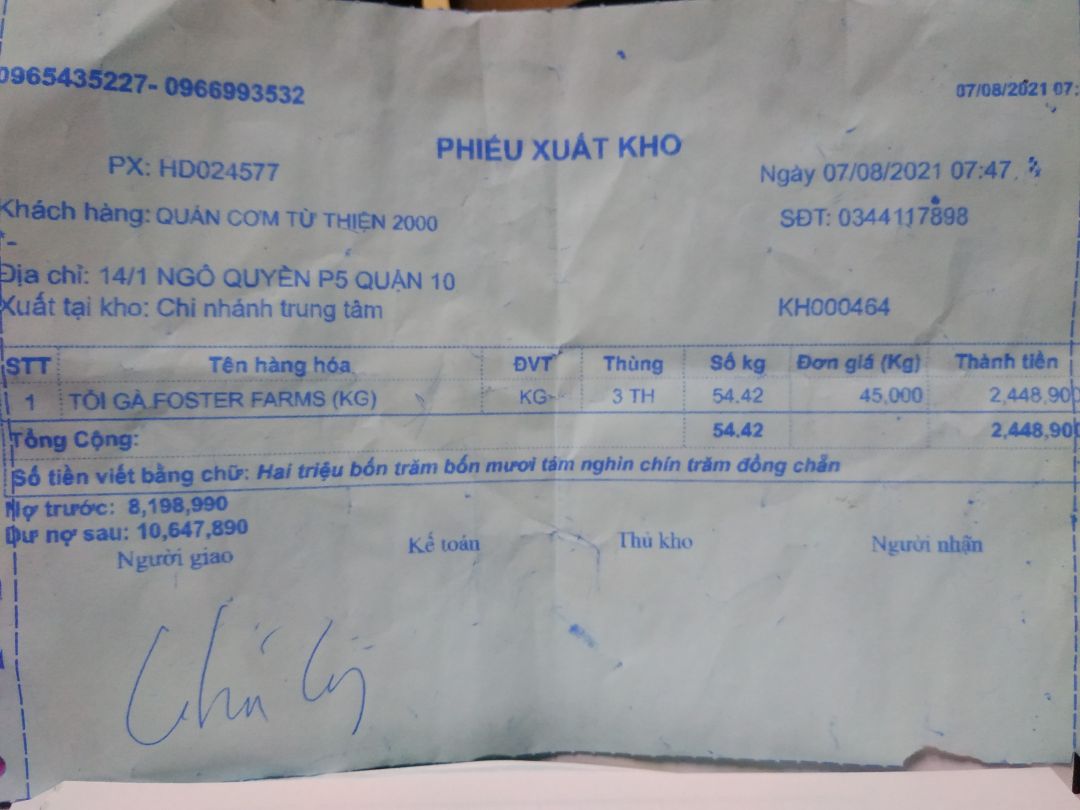 0965435227- 0966993532
07/08/2021 07:
PHIẾU XUẤT KHO
PX: HD024577
Ngày 07/08/2021 07:47
Khách hàng: QUÁN CƠM TỪ THIỆN 2000
SĐT: 0344117898
-
Địa chỉ: 14/1 NGÔ QUYỀN P5 QUẬN 10
Xuất tại kho: Chi nhánh trung tâm
KH000464
STT Tên hàng hóa ĐVT Thùng Số kg Đơn giá (Kg) Thành tiền
1 TỎI GÀ FOSTER FARMS (KG) KG 3 TH 54.42 45,000 2,448,900
Tổng Cộng: 54.42 2,448,900
Số tiền viết bằng chữ: Hai triệu bốn trăm bốn mươi tám nghìn chín trăm đồng chẵn
Nợ trước: 8,198,990
Dư nợ sau: 10,647,890
Người giao Kế toán Thủ kho Người nhận